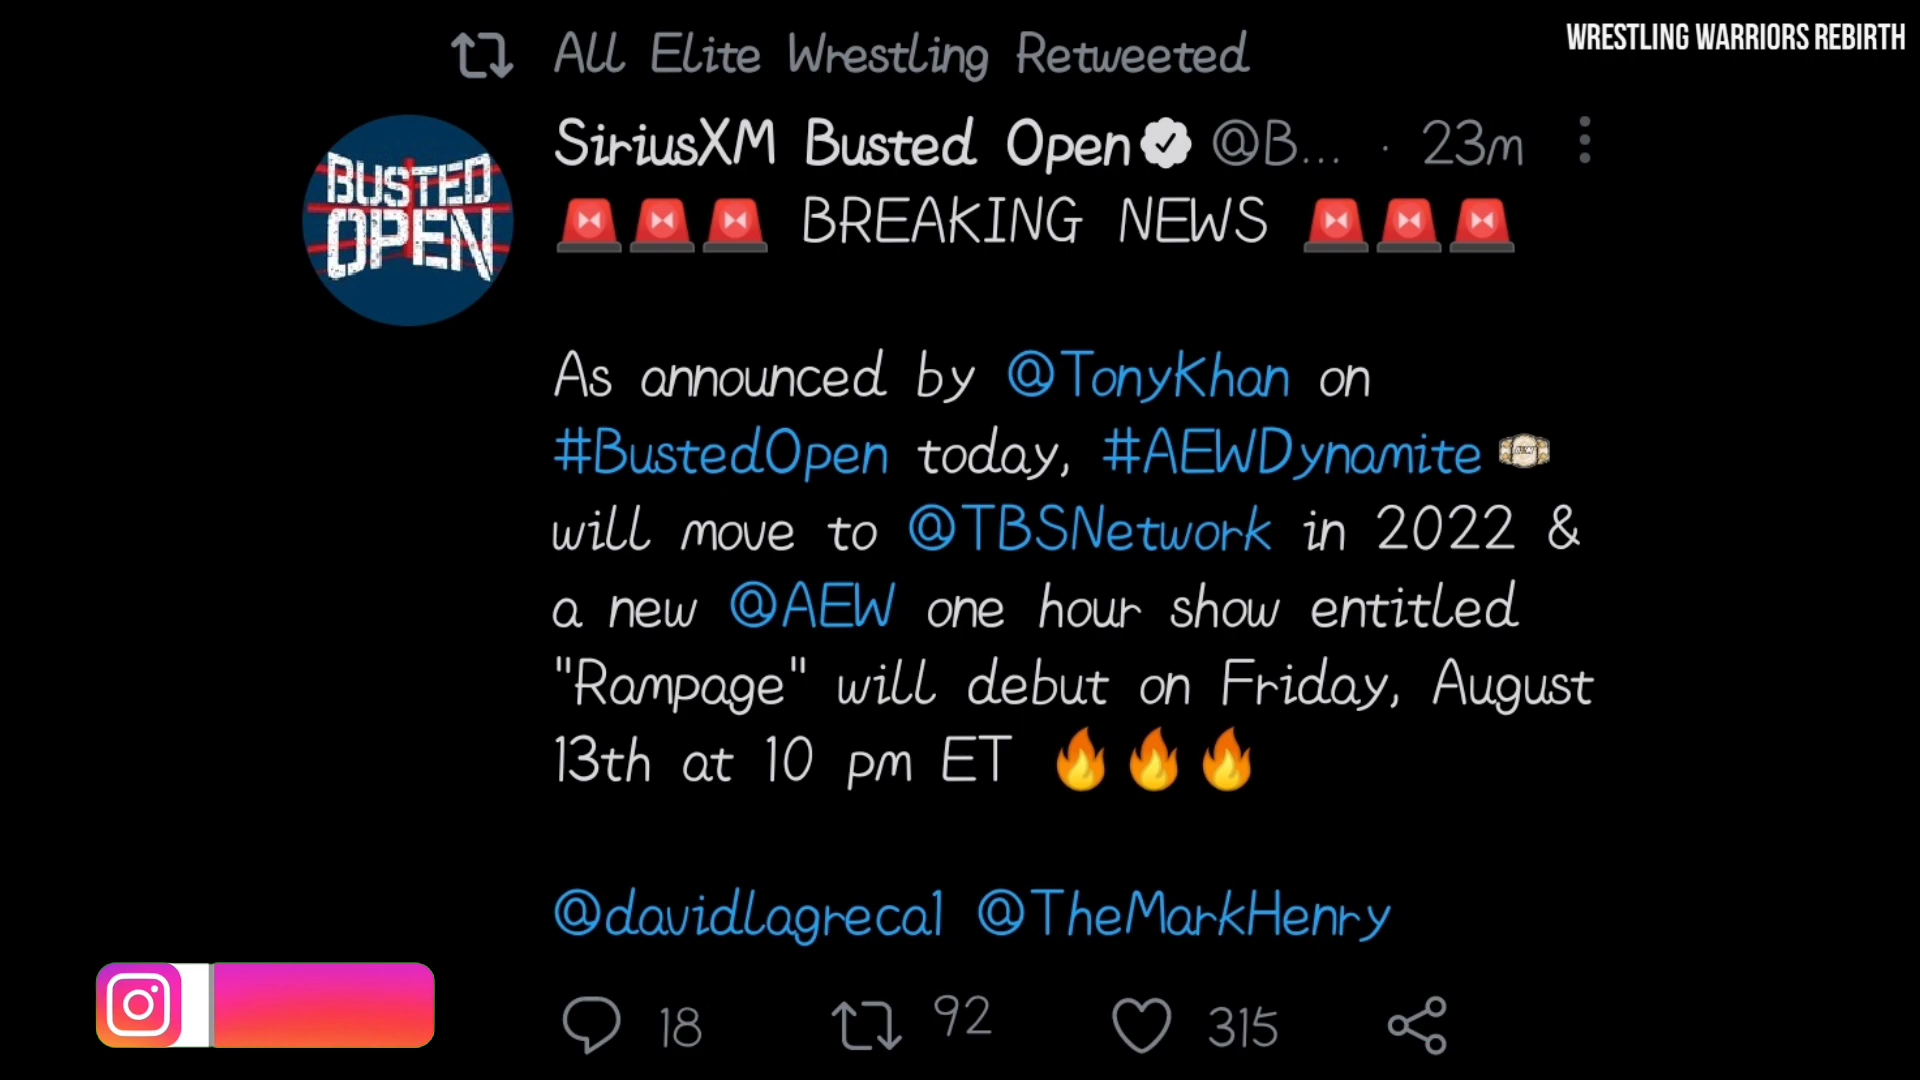 WRESTLING WARRIORS REBIRTH
All Elite Wrestling Retweeted
SiriusXM Busted Open @B... · 23m
BUSTED
OPEN
🚨🚨🚨 BREAKING NEWS 🚨🚨🚨
As announced by @TonyKhan on
#BustedOpen today, #AEWDynamite
will move to @TBSNetwork in 2022 &
a new @AEW one hour show entitled
"Rampage" will debut on Friday, August
13th at 10 pm ET 🔥🔥🔥
@davidlagreca1 @TheMarkHenry
18 92 315